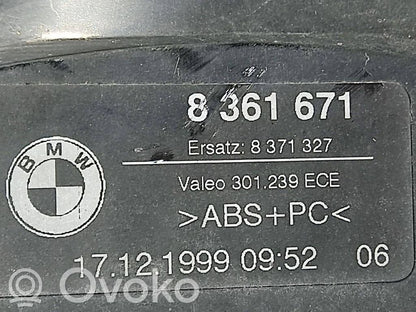 8 361 671
Ersatz: 8 371 327
BMW
Valeo 301.239 ECE
>ABS+PC<
17.12.1999 09:52 06
Ovoko